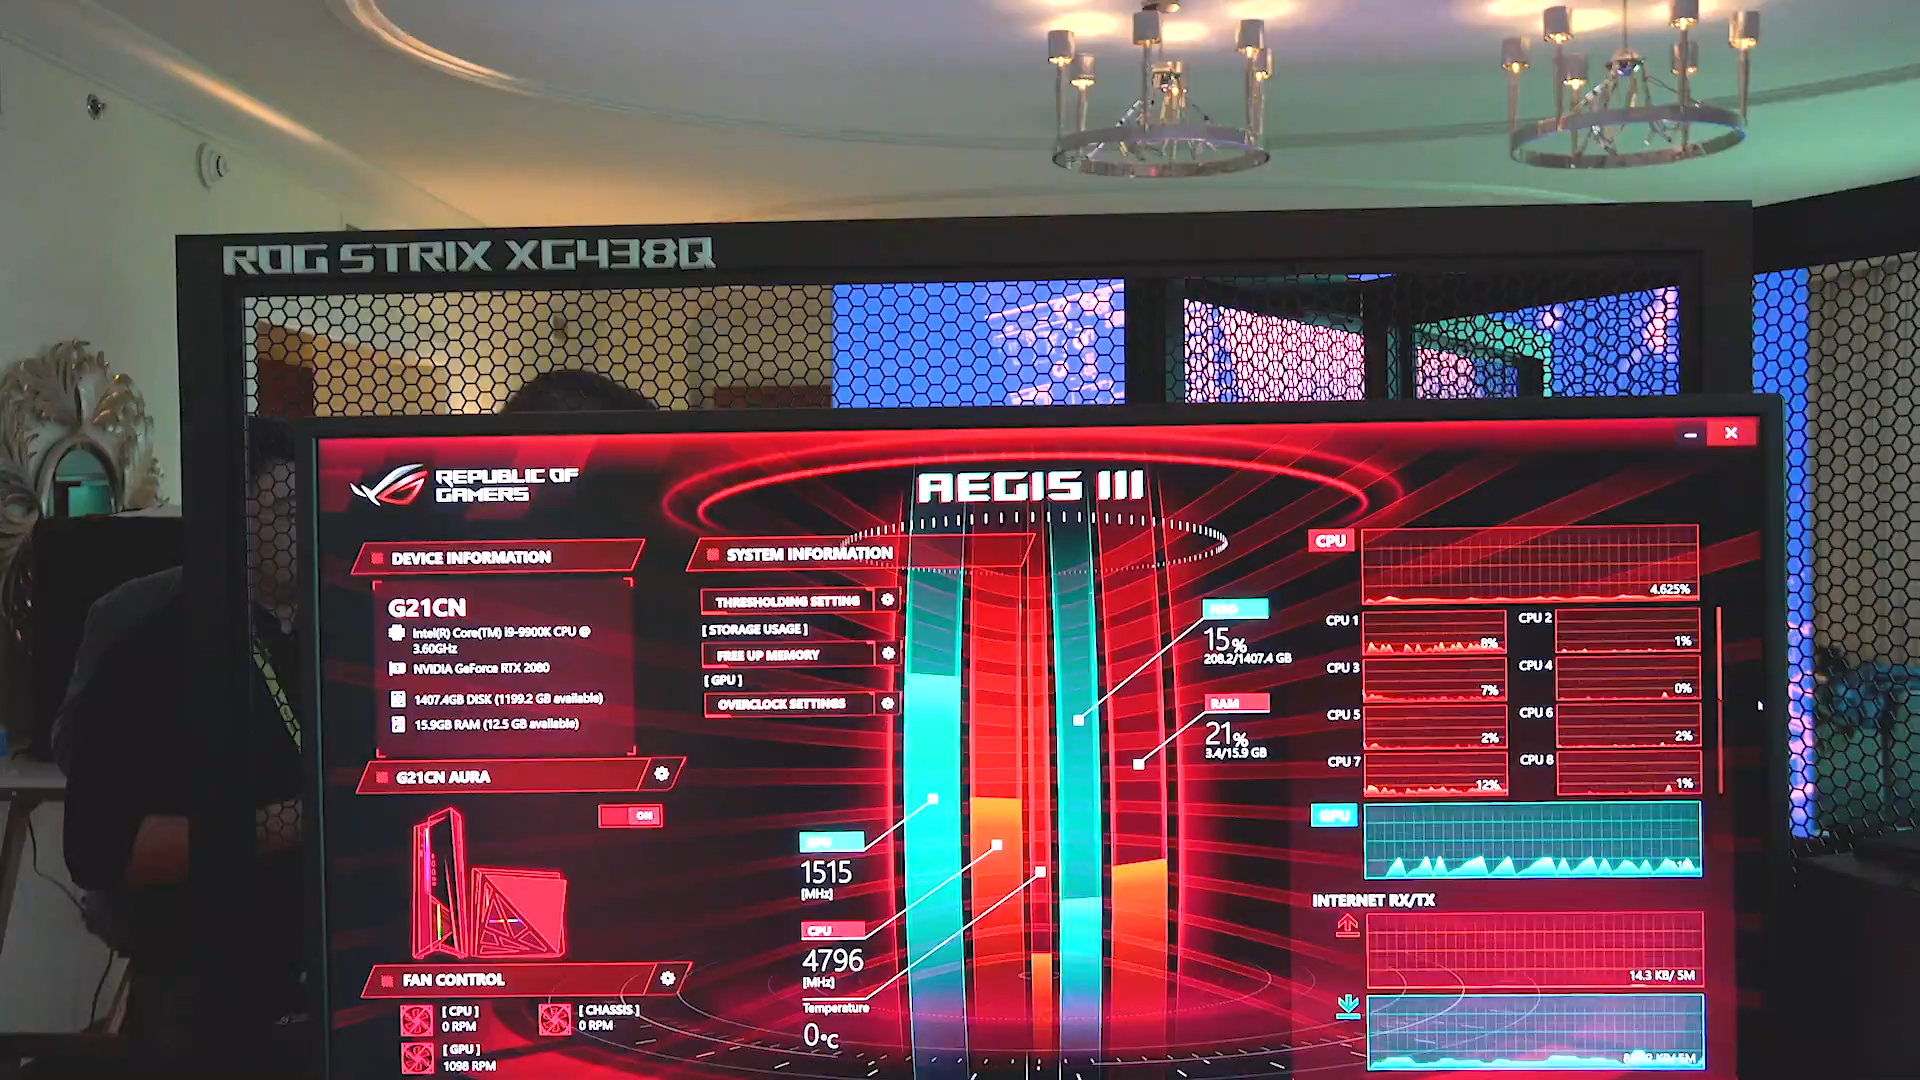 ROG STRIX XG438Q
REPUBLIC OF
GAMERS
AEGIS III
DEVICE INFORMATION
G21CN
Intel(R) Core(TM) i9-9900K CPU @
3.60GHz
NVIDIA GeForce RTX 2080
1407.4GB DISK (1199.2 GB available)
15.9GB RAM (12.5 GB available)
G21CN AURA
ON
FAN CONTROL
[ CPU ]
0 RPM
[ CHASSIS ]
0 RPM
[ GPU ]
1098 RPM
SYSTEM INFORMATION
THRESHOLDING SETTING
[ STORAGE USAGE ]
FREE UP MEMORY
[ GPU ]
OVERCLOCK SETTINGS
1515
[MHz]
CPU
4796
[MHz]
Temperature
0°C
15%
208.2/1407.4 GB
RAM
21%
3.4/15.9 GB
CPU
4.625%
CPU 1
8%
CPU 2
1%
CPU 3
7%
CPU 4
0%
CPU 5
2%
CPU 6
2%
CPU 7
12%
CPU 8
1%
GPU
INTERNET RX/TX
14.3 KB/ 5M
KB/ 5M